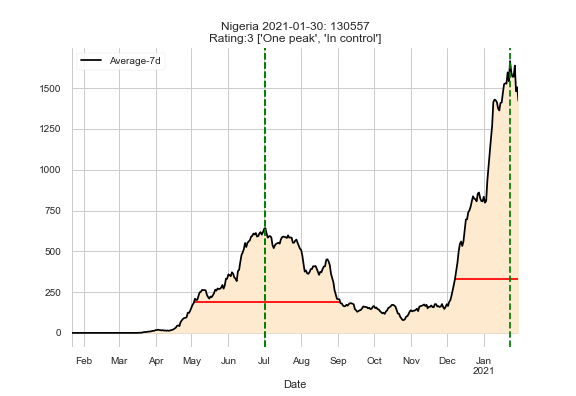 Nigeria 2021-01-30: 130557
Rating:3 ['One peak', 'In control']
Average-7d
1500
1250
1000
750
500
250
0
Feb Mar Apr May Jun Jul Aug Sep Oct Nov Dec Jan
2021
Date